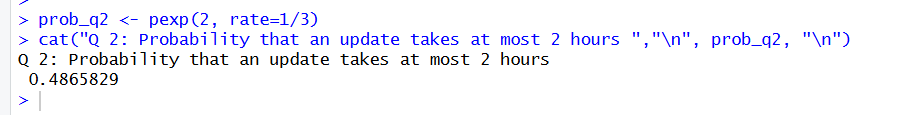 > prob_q2 <- pexp(2, rate=1/3)
> cat("Q 2: Probability that an update takes at most 2 hours ","\n", prob_q2, "\n")
Q 2: Probability that an update takes at most 2 hours
 0.4865829
>